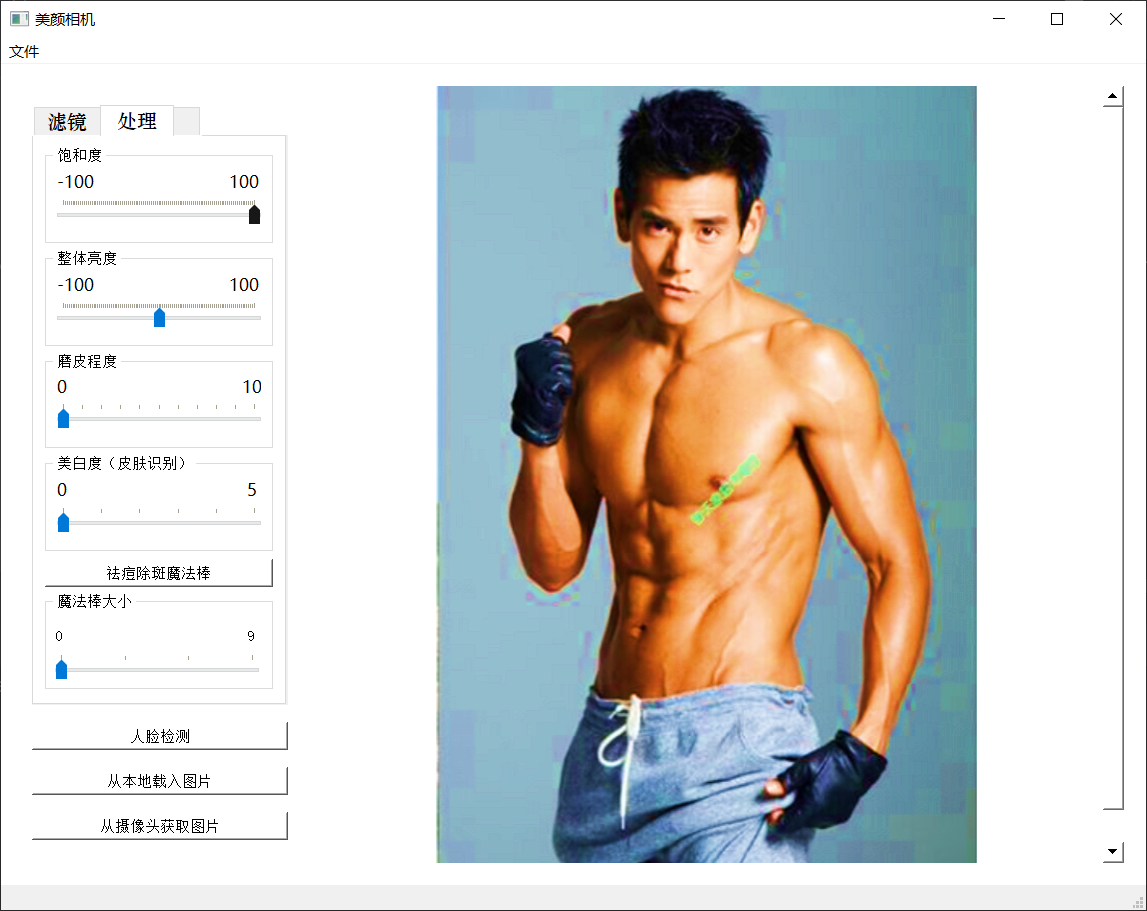 美颜相机
文件
滤镜
处理
饱和度
-100 100
整体亮度
-100 100
磨皮程度
0 10
美白度（皮肤识别）
0 5
祛痘除斑魔法棒
魔法棒大小
0 9
人脸检测
从本地载入图片
从摄像头获取图片